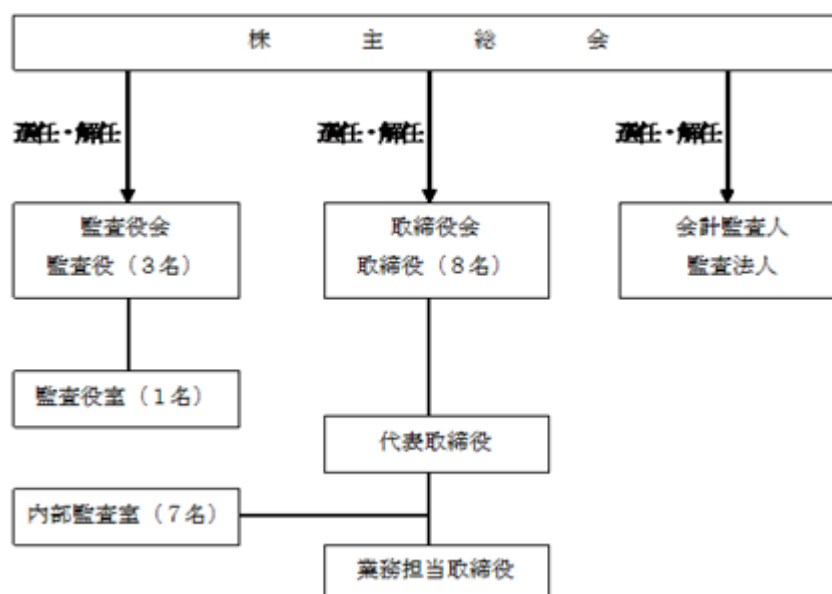 株主総会
選任・解任
選任・解任
選任・解任
監査役会
監査役（3名）
取締役会
取締役（8名）
会計監査人
監査法人
監査役室（1名）
代表取締役
内部監査室（7名）
業務担当取締役